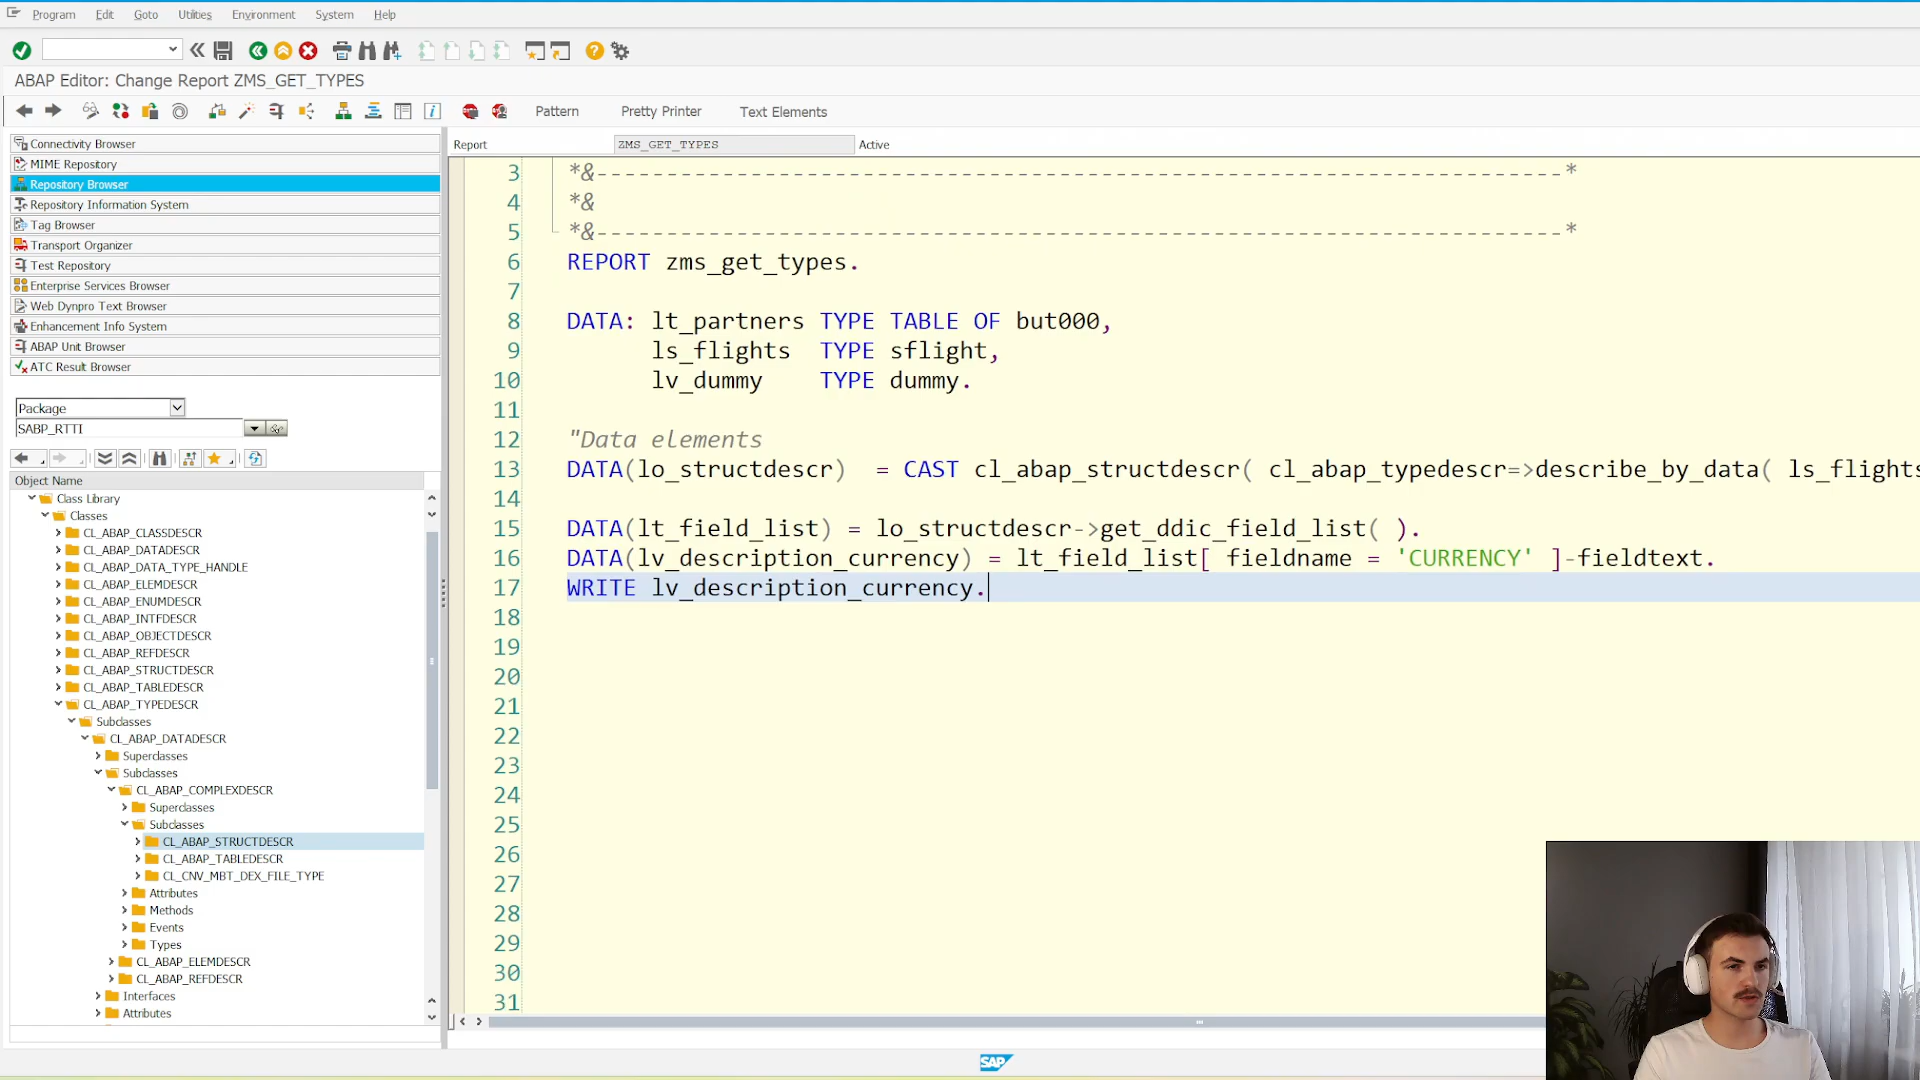 Program Edit Goto Utilities Environment System Help
ABAP Editor: Change Report ZMS_GET_TYPES
Pattern Pretty Printer Text Elements
Connectivity Browser
MIME Repository
Repository Browser
Repository Information System
Tag Browser
Transport Organizer
Test Repository
Enterprise Services Browser
Web Dynpro Text Browser
Enhancement Info System
ABAP Unit Browser
ATC Result Browser
Package
SABP_RTTI
Object Name
Class Library
Classes
CL_ABAP_CLASSDESCR
CL_ABAP_DATADESCR
CL_ABAP_DATA_TYPE_HANDLE
CL_ABAP_ELEMDESCR
CL_ABAP_ENUMDESCR
CL_ABAP_INTFDESCR
CL_ABAP_OBJECTDESCR
CL_ABAP_REFDESCR
CL_ABAP_STRUCTDESCR
CL_ABAP_TABLEDESCR
CL_ABAP_TYPEDESCR
Subclasses
CL_ABAP_DATADESCR
Superclasses
Subclasses
CL_ABAP_COMPLEXDESCR
Superclasses
Subclasses
CL_ABAP_STRUCTDESCR
CL_ABAP_TABLEDESCR
CL_CNV_MBT_DEX_FILE_TYPE
Attributes
Methods
Events
Types
CL_ABAP_ELEMDESCR
CL_ABAP_REFDESCR
Interfaces
Attributes
Report ZMS_GET_TYPES Active
3 *&---------------------------------------------------------------------*
4 *&
5 *&---------------------------------------------------------------------*
6 REPORT zms_get_types.
7
8 DATA: lt_partners TYPE TABLE OF but000,
9 ls_flights TYPE sflight,
10 lv_dummy TYPE dummy.
11
12 "Data elements
13 DATA(lo_structdescr) = CAST cl_abap_structdescr( cl_abap_typedescr=>describe_by_data( ls_flights
14
15 DATA(lt_field_list) = lo_structdescr->get_ddic_field_list( ).
16 DATA(lv_description_currency) = lt_field_list[ fieldname = 'CURRENCY' ]-fieldtext.
17 WRITE lv_description_currency.
18
19
20
21
22
23
24
25
26
27
28
29
30
31
SAP